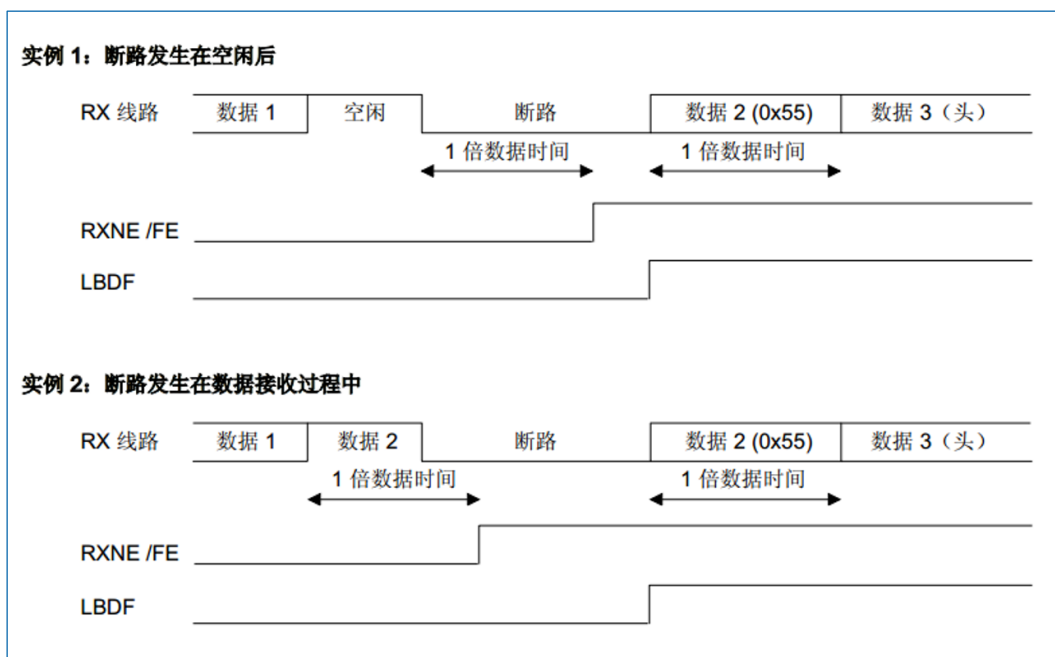 实例 1：断路发生在空闲后
RX 线路 数据 1 空闲 断路 数据 2 (0x55) 数据 3（头）
1 倍数据时间 1 倍数据时间
RXNE /FE
LBDF
实例 2：断路发生在数据接收过程中
RX 线路 数据 1 数据 2 断路 数据 2 (0x55) 数据 3（头）
1 倍数据时间 1 倍数据时间
RXNE /FE
LBDF